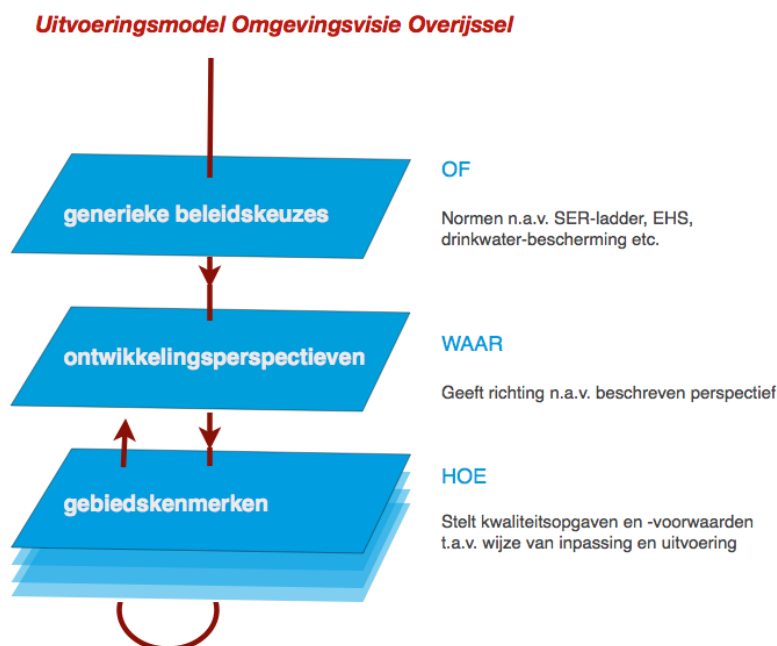 Uitvoeringsmodel Omgevingsvisie Overijssel
generieke beleidskeuzes
OF
Normen n.a.v. SER-ladder, EHS,
drinkwater-bescherming etc.
ontwikkelingsperspectieven
WAAR
Geeft richting n.a.v. beschreven perspectief
gebiedskenmerken
HOE
Stelt kwaliteitsopgaven en -voorwaarden
t.a.v. wijze van inpassing en uitvoering